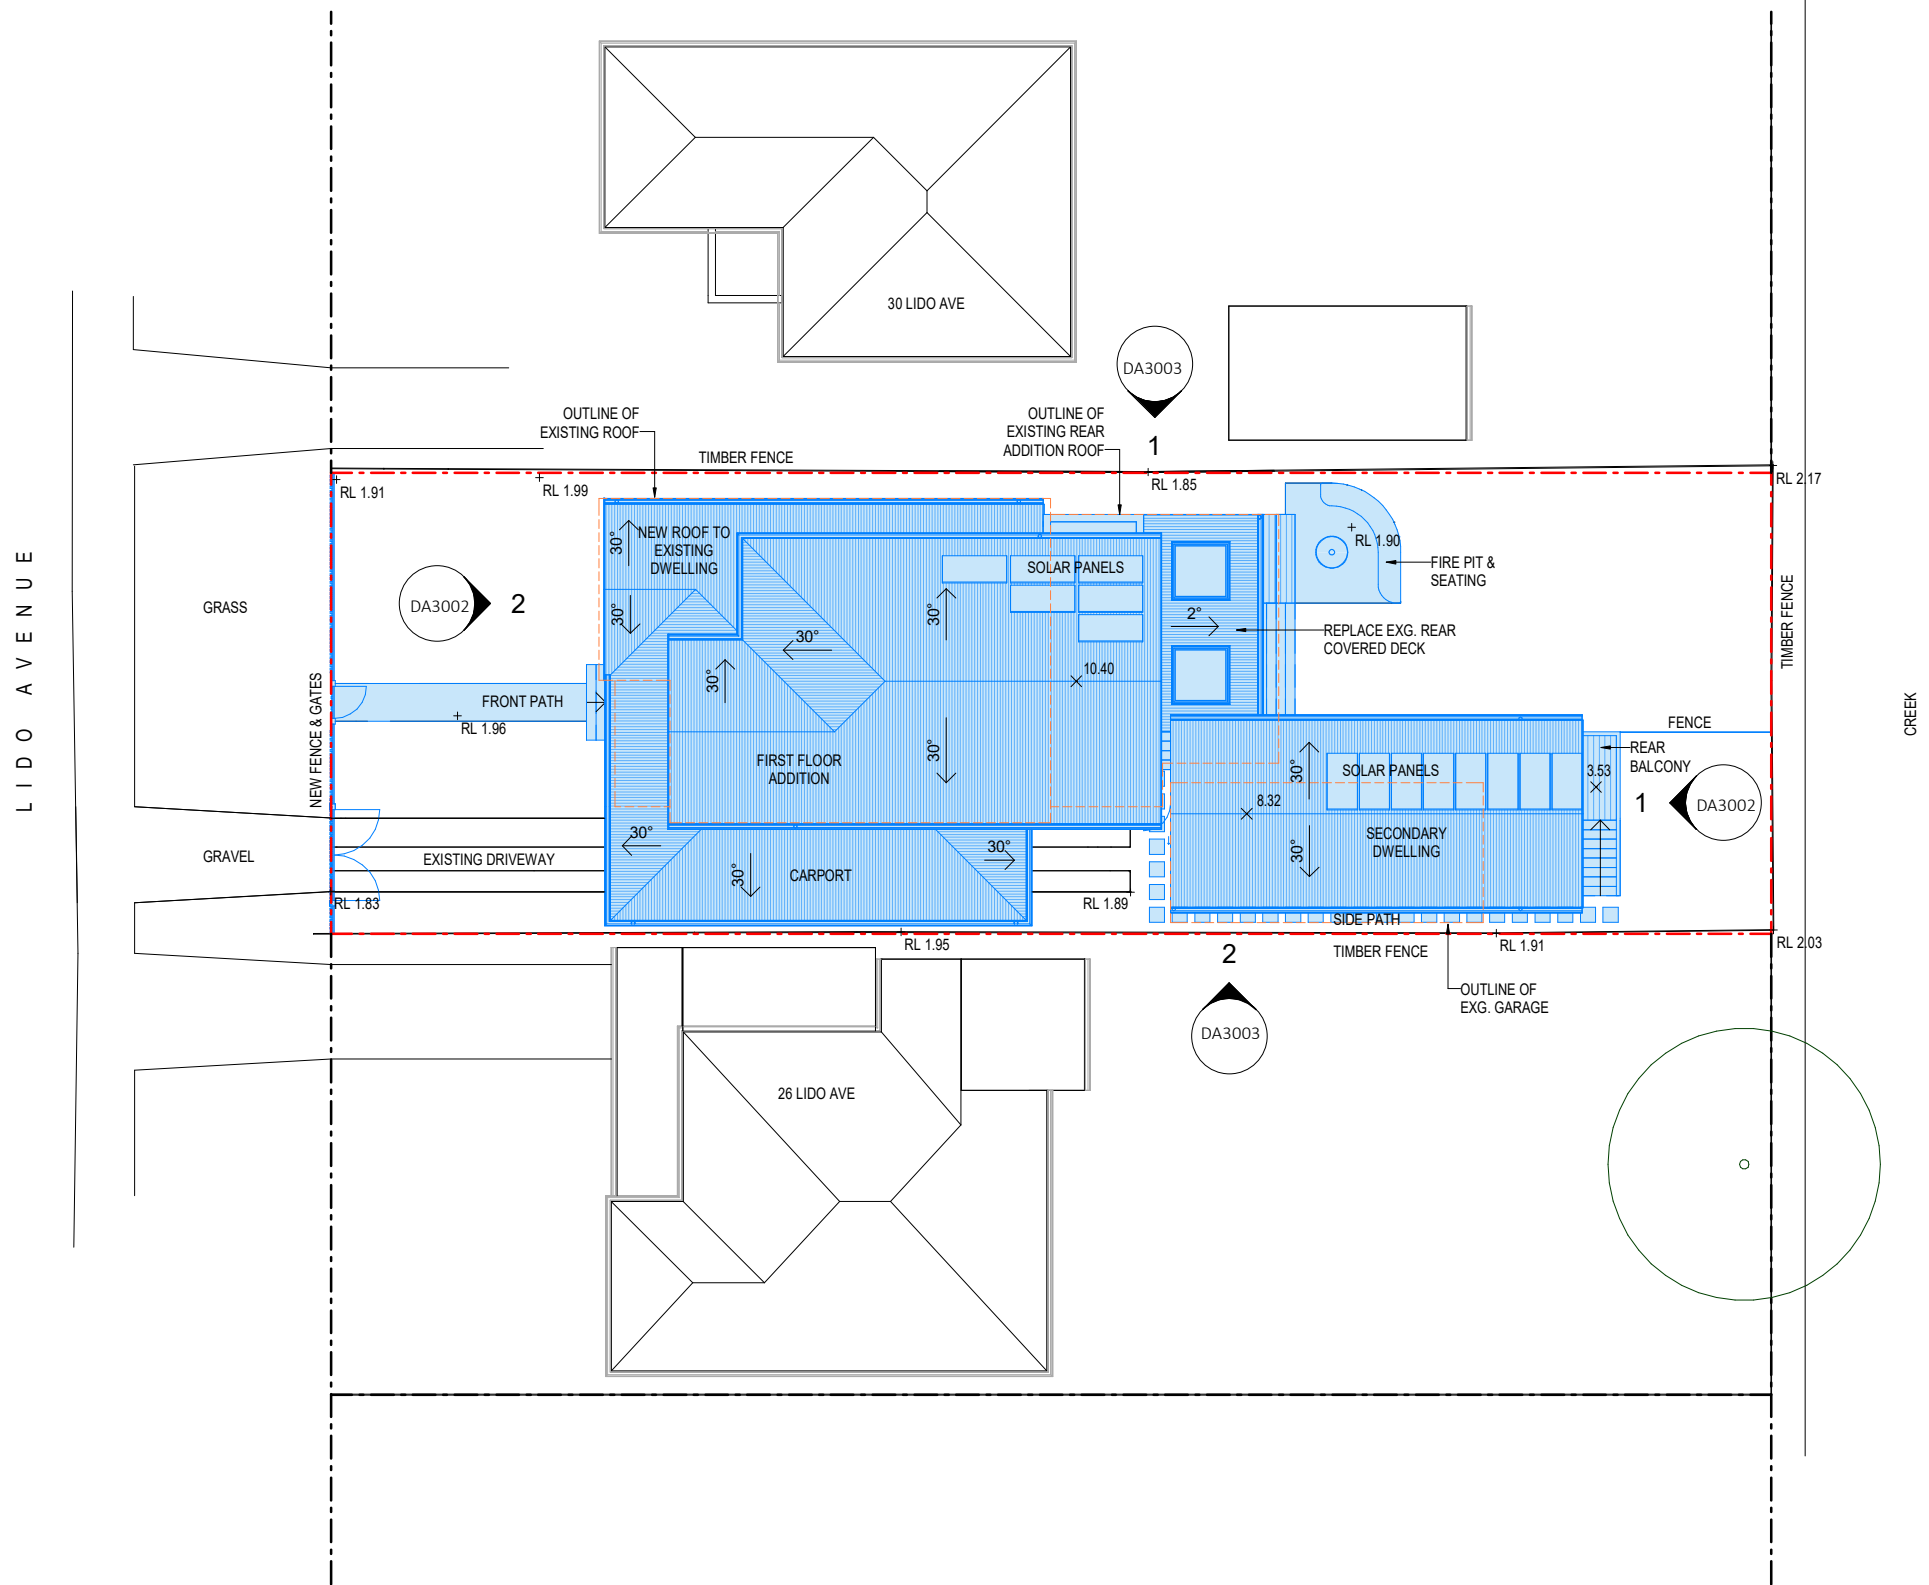 30 LIDO AVE
DA3003
1
OUTLINE OF
EXISTING ROOF
OUTLINE OF
EXISTING REAR
ADDITION ROOF
TIMBER FENCE
RL 1.91
RL 1.99
RL 1.85
RL 2.17
NEW ROOF TO
EXISTING
DWELLING
30°
30°
SOLAR PANELS
RL 1.90
FIRE PIT &
SEATING
LIDO AVENUE
GRASS
DA3002
2
30°
30°
2°
REPLACE EXG. REAR
COVERED DECK
TIMBER FENCE
30°
10.40
NEW FENCE & GATES
FRONT PATH
RL 1.96
CREEK
FENCE
FIRST FLOOR
ADDITION
30°
30°
SOLAR PANELS
REAR
BALCONY
3.53
8.32
1
DA3002
GRAVEL
EXISTING DRIVEWAY
30°
30°
30°
CARPORT
30°
SECONDARY
DWELLING
RL 1.83
RL 1.89
SIDE PATH
RL 1.95
RL 1.91
RL 2.03
2
TIMBER FENCE
DA3003
OUTLINE OF
EXG. GARAGE
26 LIDO AVE